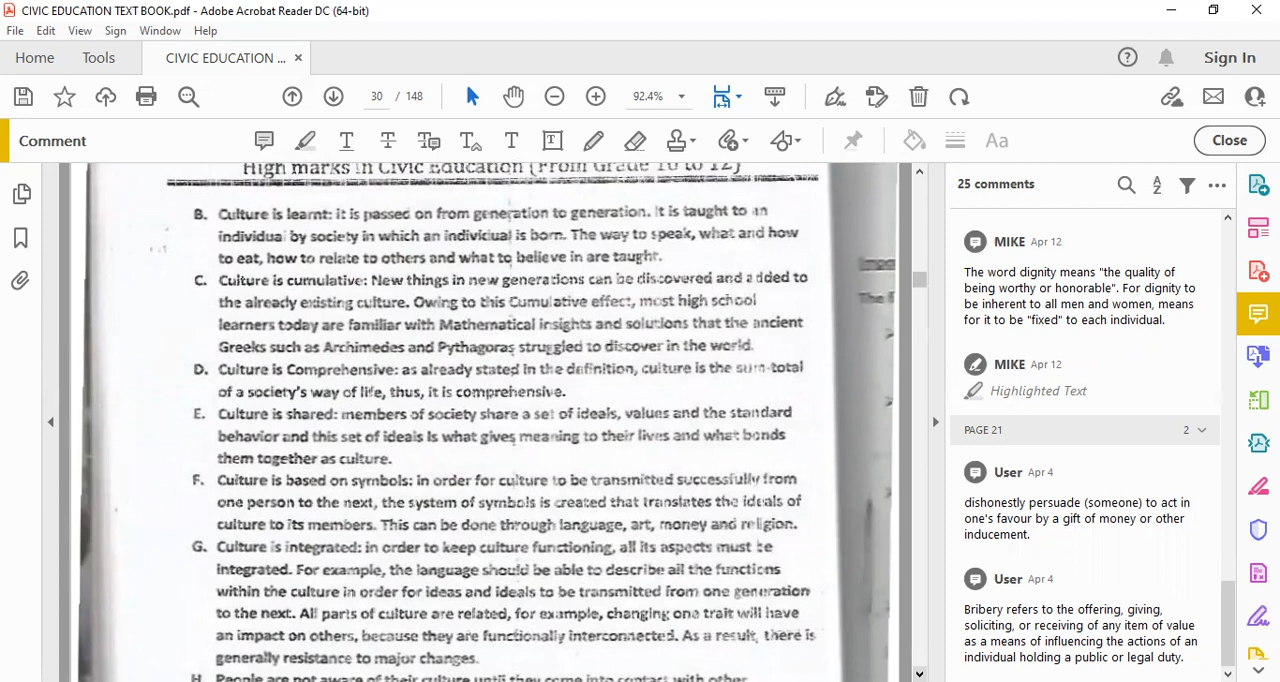 CIVIC EDUCATION TEXT BOOK.pdf - Adobe Acrobat Reader DC (64-bit)
File Edit View Sign Window Help
Home Tools CIVIC EDUCATION ... ×
Sign In
30 / 148
92.4%
Comment
Aa
Close
High marks in Civic Education (From Grade 10 to 12)
B. Culture is learnt: it is passed on from generation to generation. It is taught to an
individual by society in which an individual is born. The way to speak, what and how
to eat, how to relate to others and what to believe in are taught.
C. Culture is cumulative: New things in new generations can be discovered and added to
the already existing culture. Owing to this Cumulative effect, most high school
learners today are familiar with Mathematical insights and solutions that the ancient
Greeks such as Archimedes and Pythagoras struggled to discover in the world.
D. Culture is Comprehensive: as already stated in the definition, culture is the sum-total
of a society's way of life, thus, it is comprehensive.
E. Culture is shared: members of society share a set of ideals, values and the standard
behavior and this set of ideals is what gives meaning to their lives and what bonds
them together as culture.
F. Culture is based on symbols: in order for culture to be transmitted successfully from
one person to the next, the system of symbols is created that translates the ideals of
culture to its members. This can be done through language, art, money and religion.
G. Culture is integrated: in order to keep culture functioning, all its aspects must be
integrated. For example, the language should be able to describe all the functions
within the culture in order for ideas and ideals to be transmitted from one generation
to the next. All parts of culture are related, for example, changing one trait will have
an impact on others, because they are functionally interconnected. As a result, there is
generally resistance to major changes.
H. People are not aware of their culture until they come into contact with other
25 comments
MIKE Apr 12
The word dignity means "the quality of
being worthy or honorable". For dignity to
be inherent to all men and women, means
for it to be "fixed" to each individual.
MIKE Apr 12
Highlighted Text
PAGE 21 2
User Apr 4
dishonestly persuade (someone) to act in
one's favour by a gift of money or other
inducement.
User Apr 4
Bribery refers to the offering, giving,
soliciting, or receiving of any item of value
as a means of influencing the actions of an
individual holding a public or legal duty.